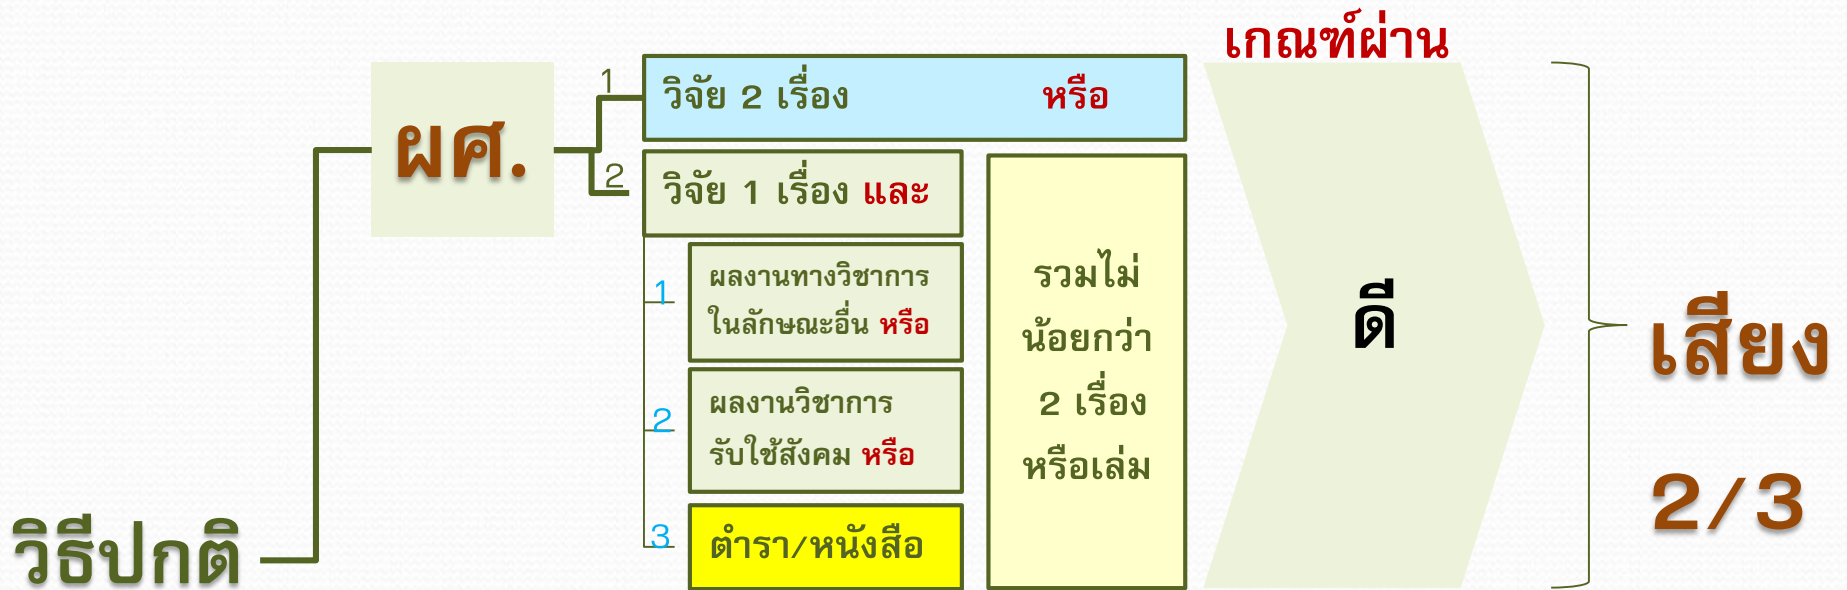 เกณฑ์ผ่าน
ผศ.
1
วิจัย 2 เรื่อง หรือ
2
วิจัย 1 เรื่อง และ
1
ผลงานทางวิชาการ
ในลักษณะอื่น หรือ
2
ผลงานวิชาการ
รับใช้สังคม หรือ
3
ตำรา/หนังสือ
รวมไม่
น้อยกว่า
2 เรื่อง
หรือเล่ม
ดี
เสียง
2/3
วิธีปกติ